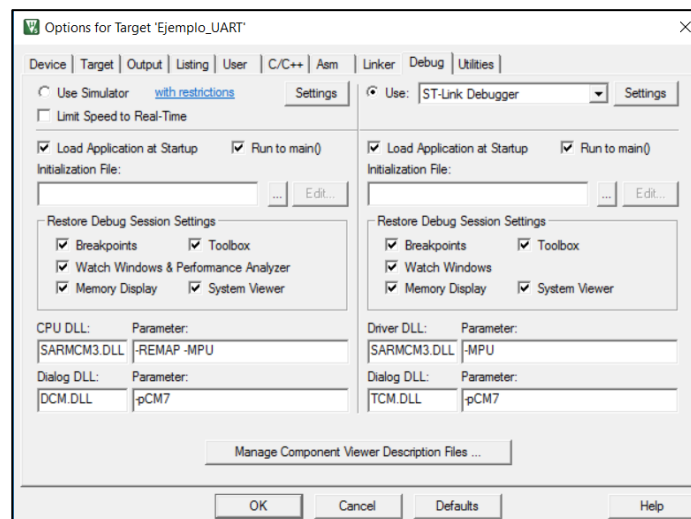 Options for Target 'Ejemplo_UART'
Device | Target | Output | Listing | User | C/C++ | Asm | Linker | Debug | Utilities
Use Simulator with restrictions Settings
Use: ST-Link Debugger Settings
Limit Speed to Real-Time
Load Application at Startup Run to main()
Load Application at Startup Run to main()
Initialization File:
Initialization File:
... Edit...
... Edit...
Restore Debug Session Settings
Breakpoints Toolbox
Watch Windows & Performance Analyzer
Memory Display System Viewer
Restore Debug Session Settings
Breakpoints Toolbox
Watch Windows
Memory Display System Viewer
CPU DLL: Parameter:
SARMCM3.DLL -REMAP -MPU
Dialog DLL: Parameter:
DCM.DLL -pCM7
Driver DLL: Parameter:
SARMCM3.DLL -MPU
Dialog DLL: Parameter:
TCM.DLL -pCM7
Manage Component Viewer Description Files ...
OK Cancel Defaults Help